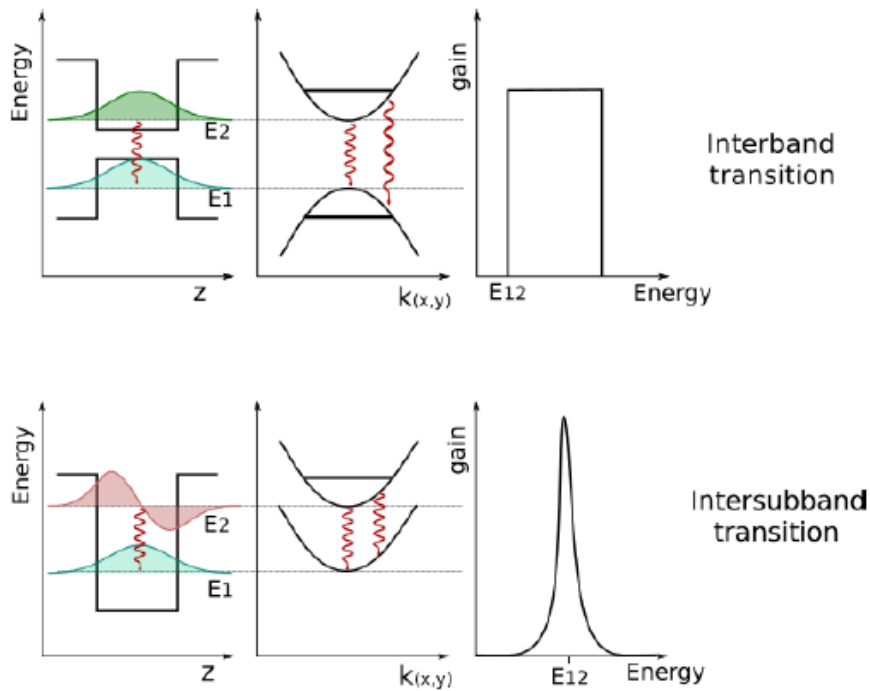 Energy
E2
E1
z
k(x,y)
gain
E12
Energy
Interband
transition
Energy
E2
E1
z
k(x,y)
gain
E12
Energy
Intersubband
transition